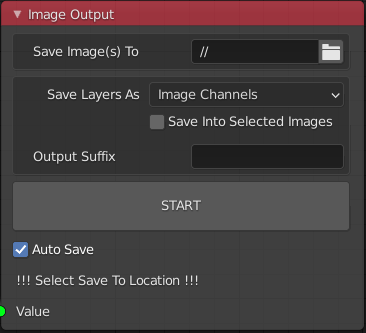 Image Output
Save Image(s) To //
Save Layers As Image Channels
Save Into Selected Images
Output Suffix
START
Auto Save
!!! Select Save To Location !!!
Value